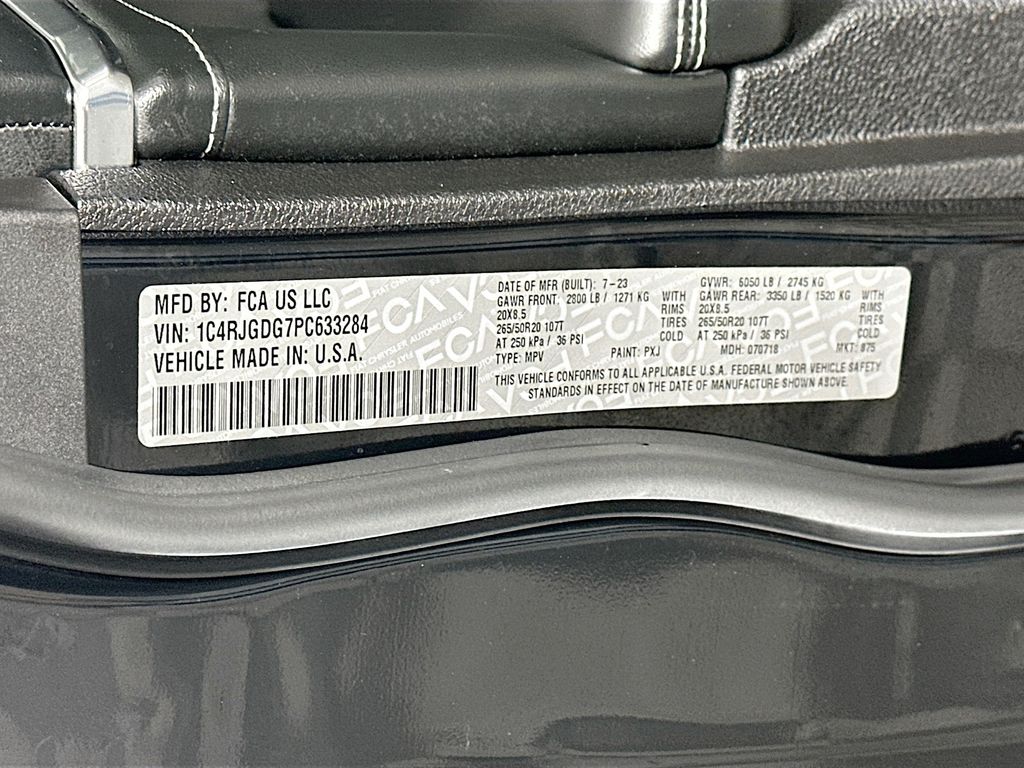 MFD BY: FCA US LLC
VIN: 1C4RJGDG7PC633284
VEHICLE MADE IN: U.S.A.
DATE OF MFR (BUILT): 7-23 GVWR: 6050 LB / 2745 KG
GAWR FRONT: 2800 LB / 1271 KG WITH GAWR REAR: 3350 LB / 1520 KG WITH
20X8.5 RIMS 20X8.5 RIMS
265/50R20 107T TIRES 265/50R20 107T TIRES
AT 250 kPa / 36 PSI COLD AT 250 kPa / 36 PSI COLD
TYPE: MPV PAINT: PXJ MDH: 070718 MKT: 875
THIS VEHICLE CONFORMS TO ALL APPLICABLE U.S.A. FEDERAL MOTOR VEHICLE SAFETY
STANDARDS IN EFFECT ON THE DATE OF MANUFACTURE SHOWN ABOVE.